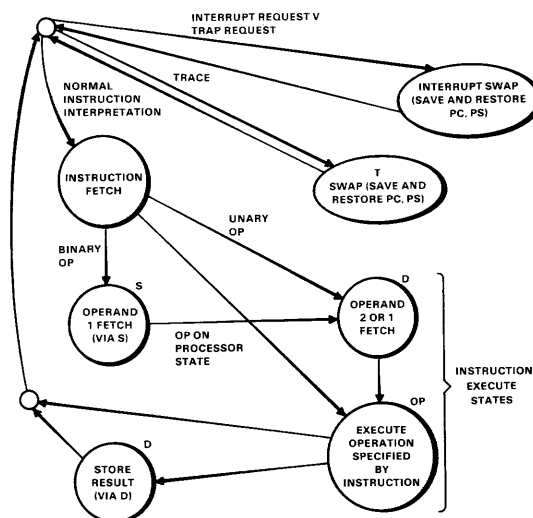 INTERRUPT REQUEST V
TRAP REQUEST
TRACE
INTERRUPT SWAP
(SAVE AND RESTORE
PC, PS)
NORMAL
INSTRUCTION
INTERPRETATION
T
SWAP (SAVE AND
RESTORE PC, PS)
INSTRUCTION
FETCH
UNARY
OP
BINARY
OP
S
OPERAND
1 FETCH
(VIA S)
OP ON
PROCESSOR
STATE
D
OPERAND
2 OR 1
FETCH
INSTRUCTION
EXECUTE
STATES
OP
EXECUTE
OPERATION
SPECIFIED
BY
INSTRUCTION
D
STORE
RESULT
(VIA D)